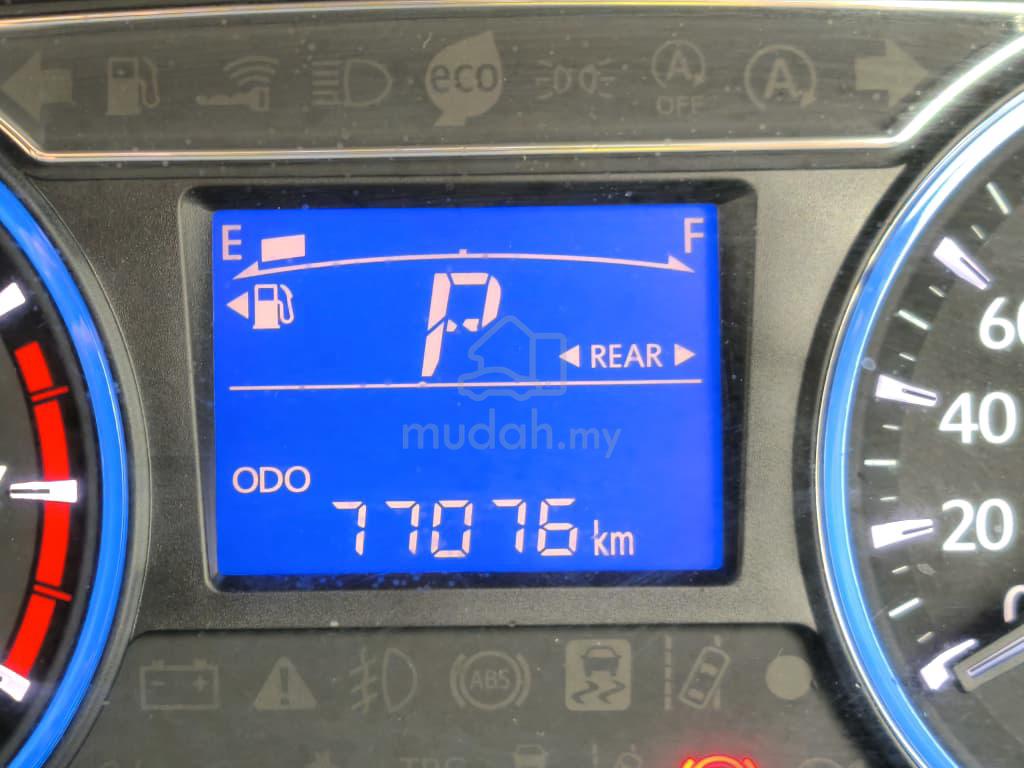 eco
A
OFF
A
E
F
P
REAR
mudah.my
ODO
77076 km
60
40
20
ABS